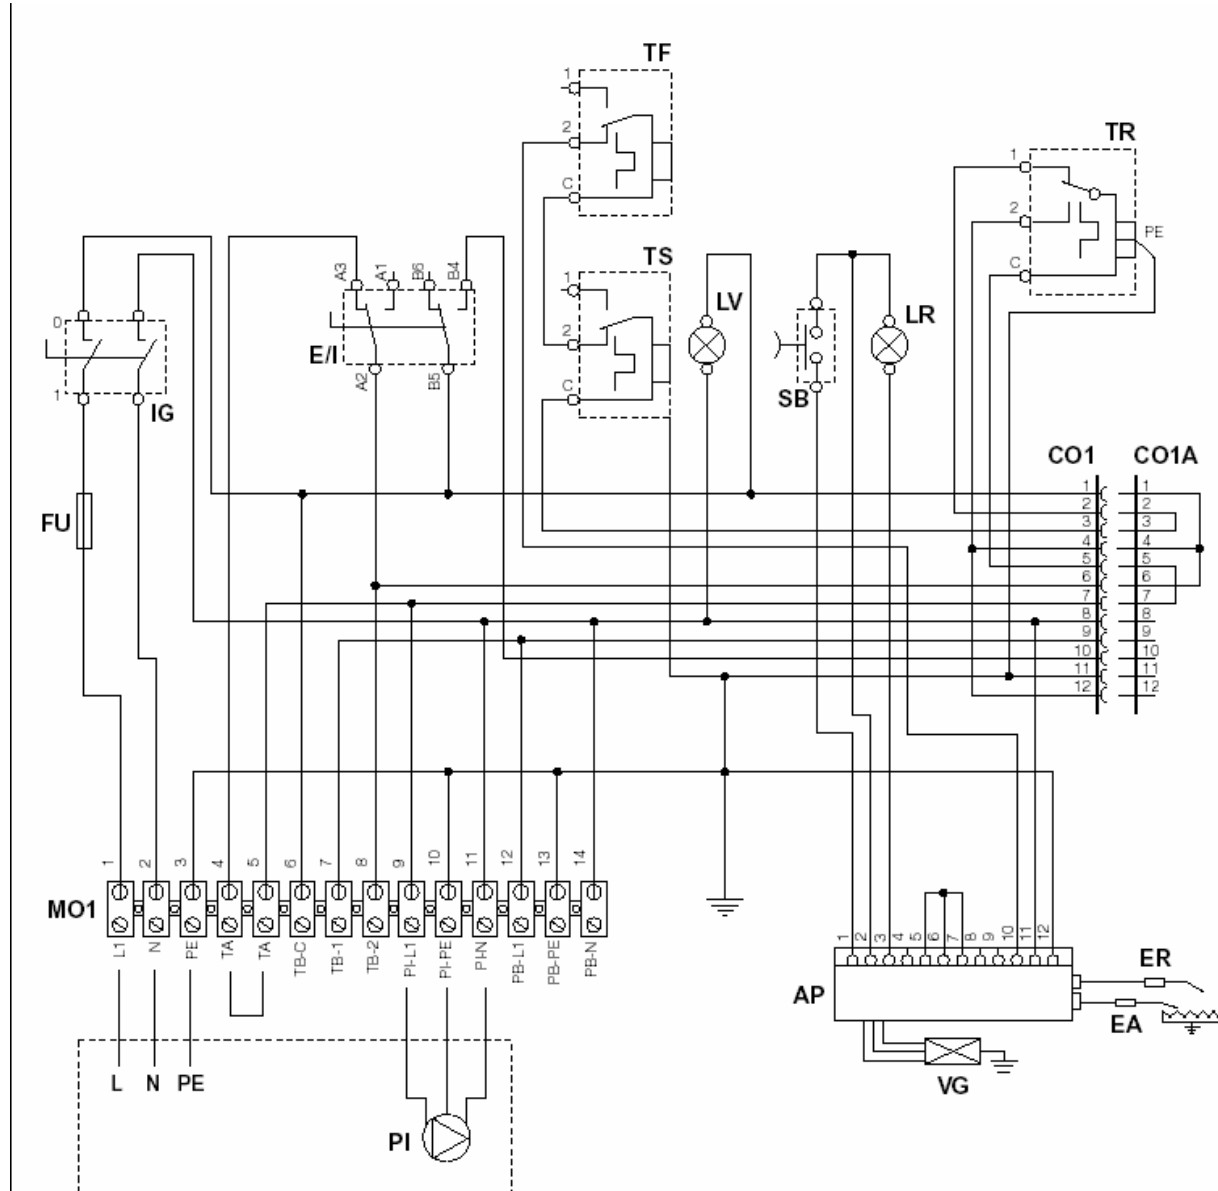 TF
1
2
C
TR
1
2
C
PE
TS
1
2
C
A3
A1
B6
B4
E/I
A2
B5
0
1
IG
LV
SB
LR
FU
CO1
CO1A
1 1
2 2
3 3
4 4
5 5
6 6
7 7
8 8
9 9
10 10
11 11
12 12
1 2 3 4 5 6 7 8 9 10 11 12 13 14
MO1
L1 N PE TA TA TB-C TB-1 TB-2 PI-L1 PI-PE PI-N PB-L1 PB-PE PB-N
L N PE
PI
1 2 3 4 5 6 7 8 9 10 11 12
AP
ER
EA
VG